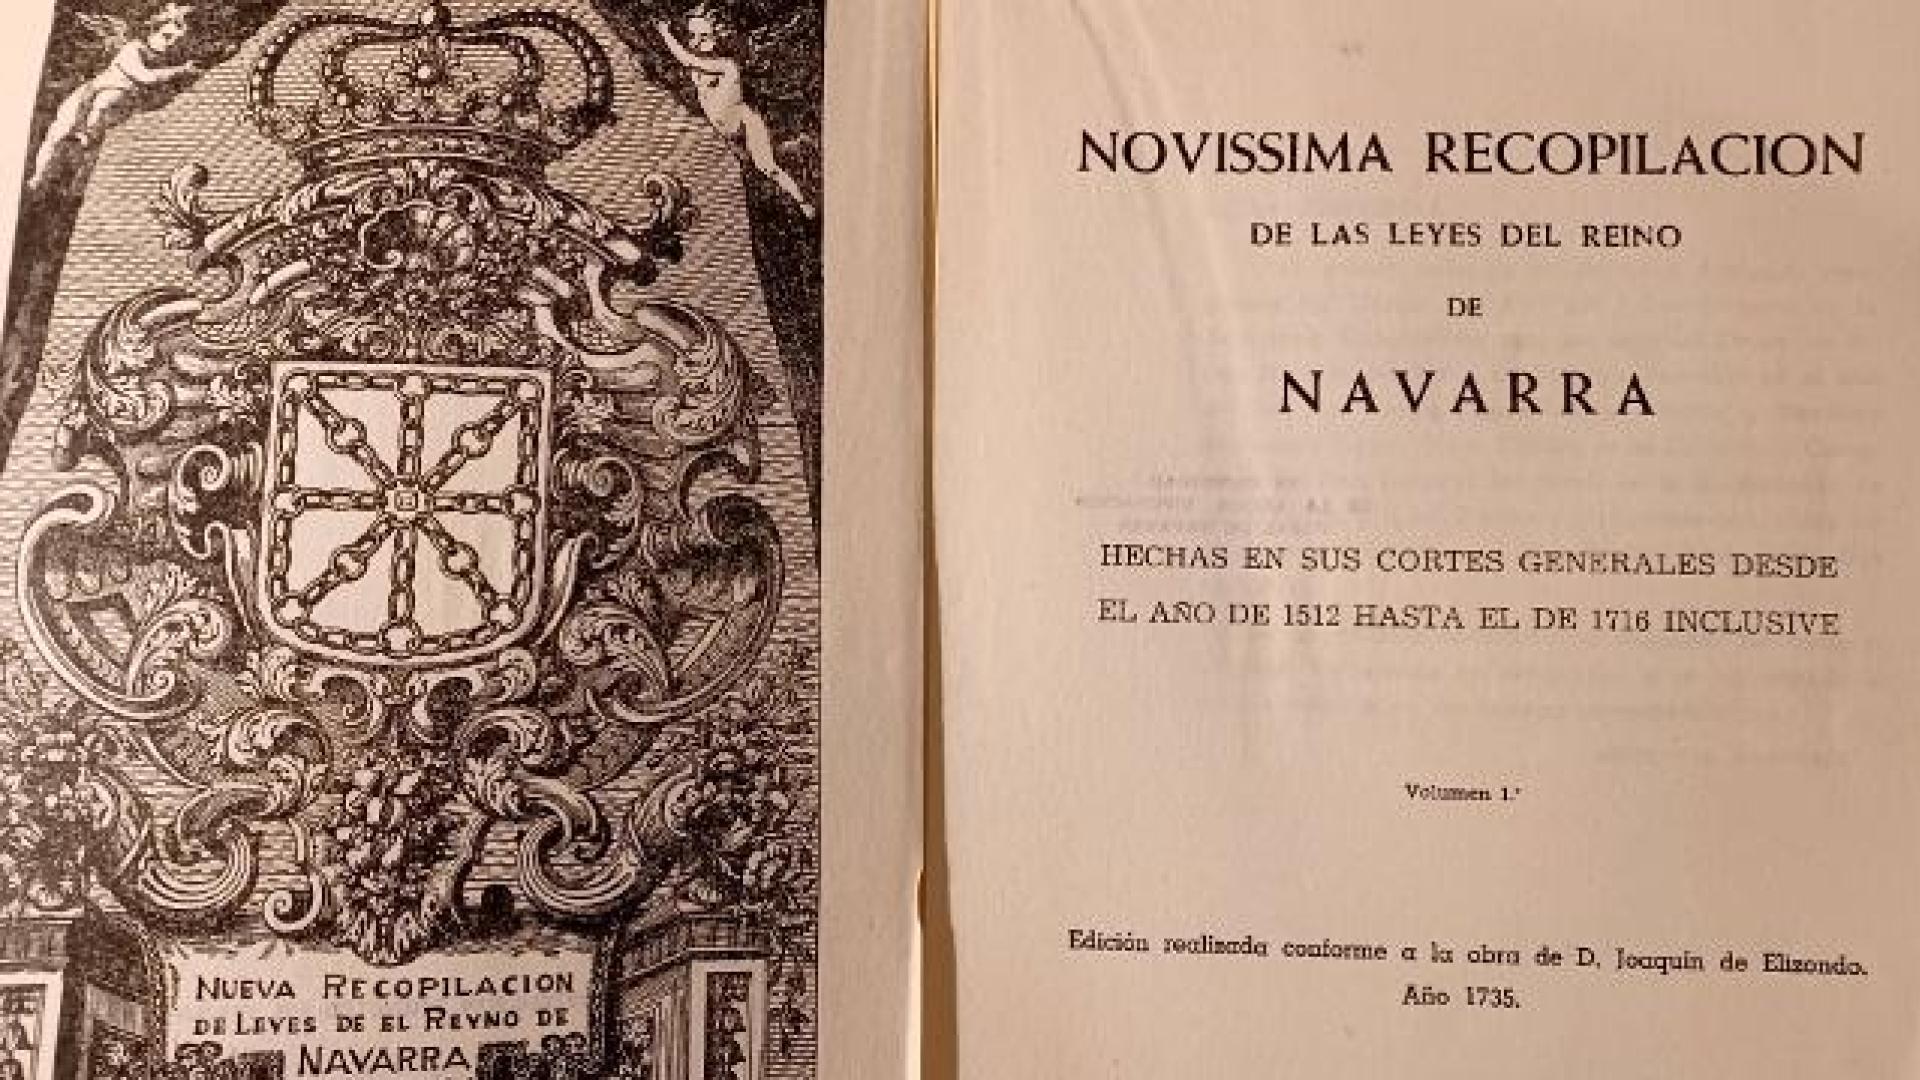 NUEVA RECOPILACION
DE LEYES DE EL REYNO DE
NAVARRA
NOVISSIMA RECOPILACION
DE LAS LEYES DEL REINO
DE
NAVARRA
HECHAS EN SUS CORTES GENERALES DESDE
EL AÑO DE 1512 HASTA EL DE 1716 INCLUSIVE
Volumen 1.º
Edición realizada conforme a la obra de D. Joaquín de Elizondo.
Año 1735.